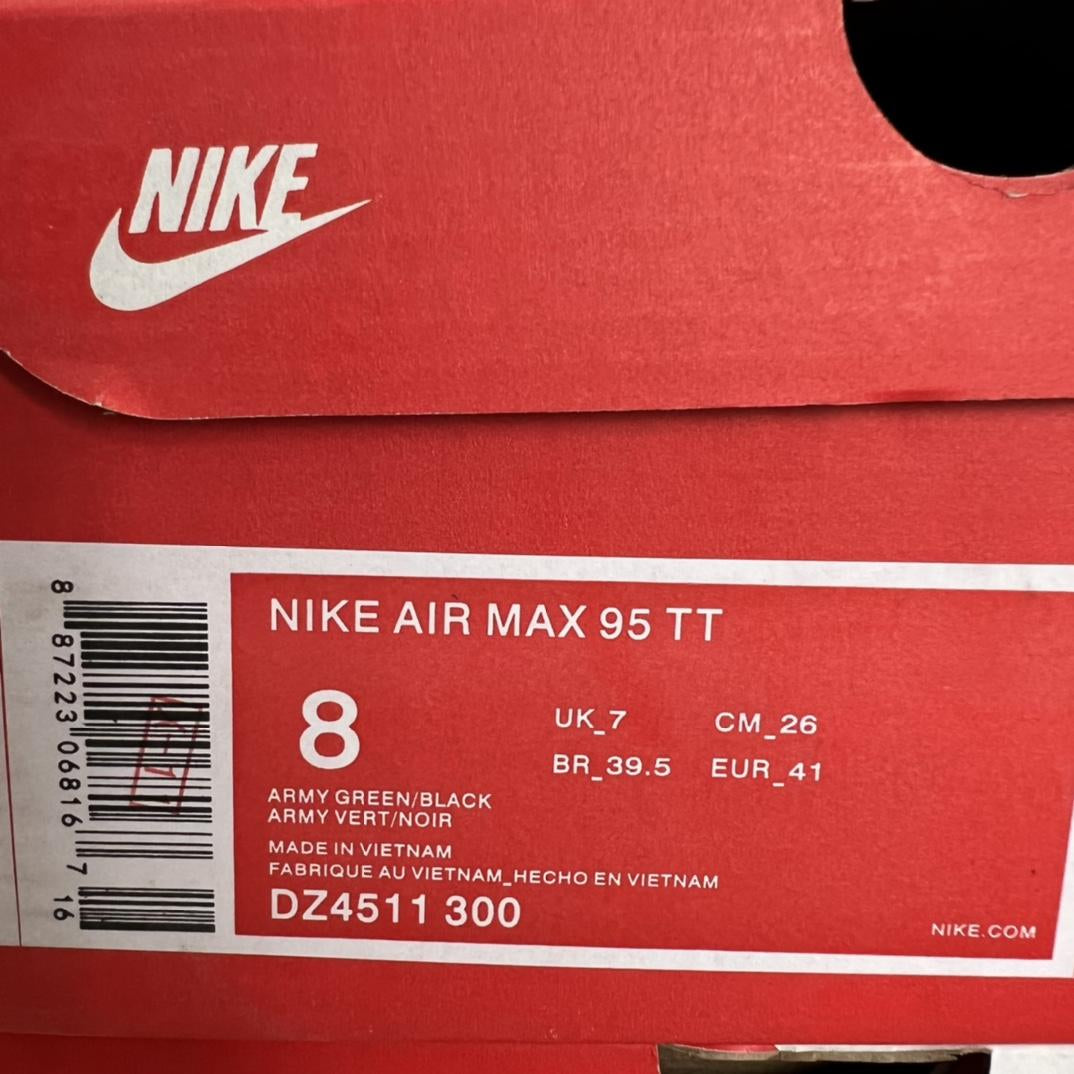 NIKE
NIKE AIR MAX 95 TT
8
UK_7 CM_26
BR_39.5 EUR_41
ARMY GREEN/BLACK
ARMY VERT/NOIR
MADE IN VIETNAM
FABRIQUE AU VIETNAM_HECHO EN VIETNAM
DZ4511 300
NIKE.COM
8 87223 06816 7 16